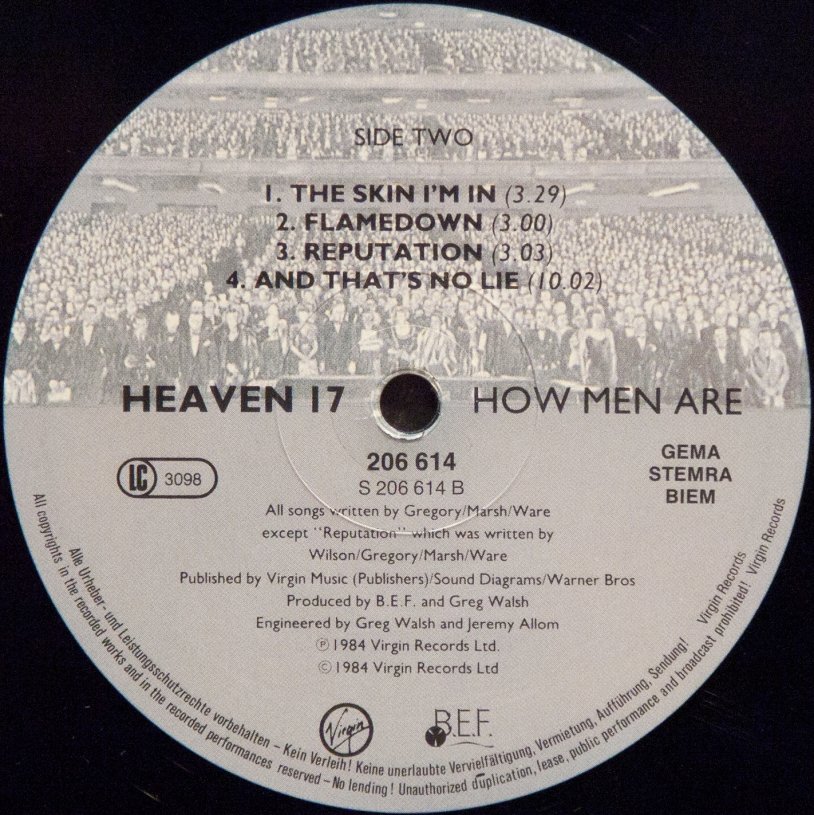 SIDE TWO
1. THE SKIN I'M IN (3.29)
2. FLAMEDOWN (3.00)
3. REPUTATION (3.03)
4. AND THAT'S NO LIE (10.02)
HEAVEN 17 HOW MEN ARE
LC 3098
206 614
S 206 614 B
GEMA
STEMRA
BIEM
All songs written by Gregory/Marsh/Ware
except "Reputation" which was written by
Wilson/Gregory/Marsh/Ware
Published by Virgin Music (Publishers)/Sound Diagrams/Warner Bros
Produced by B.E.F. and Greg Walsh
Engineered by Greg Walsh and Jeremy Allom
Ⓟ 1984 Virgin Records Ltd.
© 1984 Virgin Records Ltd
Virgin
B.E.F.
Alle Urheber- und Leistungsschutzrechte vorbehalten – Kein Verleih! Keine unerlaubte Vervielfältigung, Vermietung, Aufführung, Sendung! Virgin Records
All copyrights in the recorded works and in the recorded performances reserved – No lending! Unauthorized duplication, lease, public performance and broadcast prohibited! Virgin Records